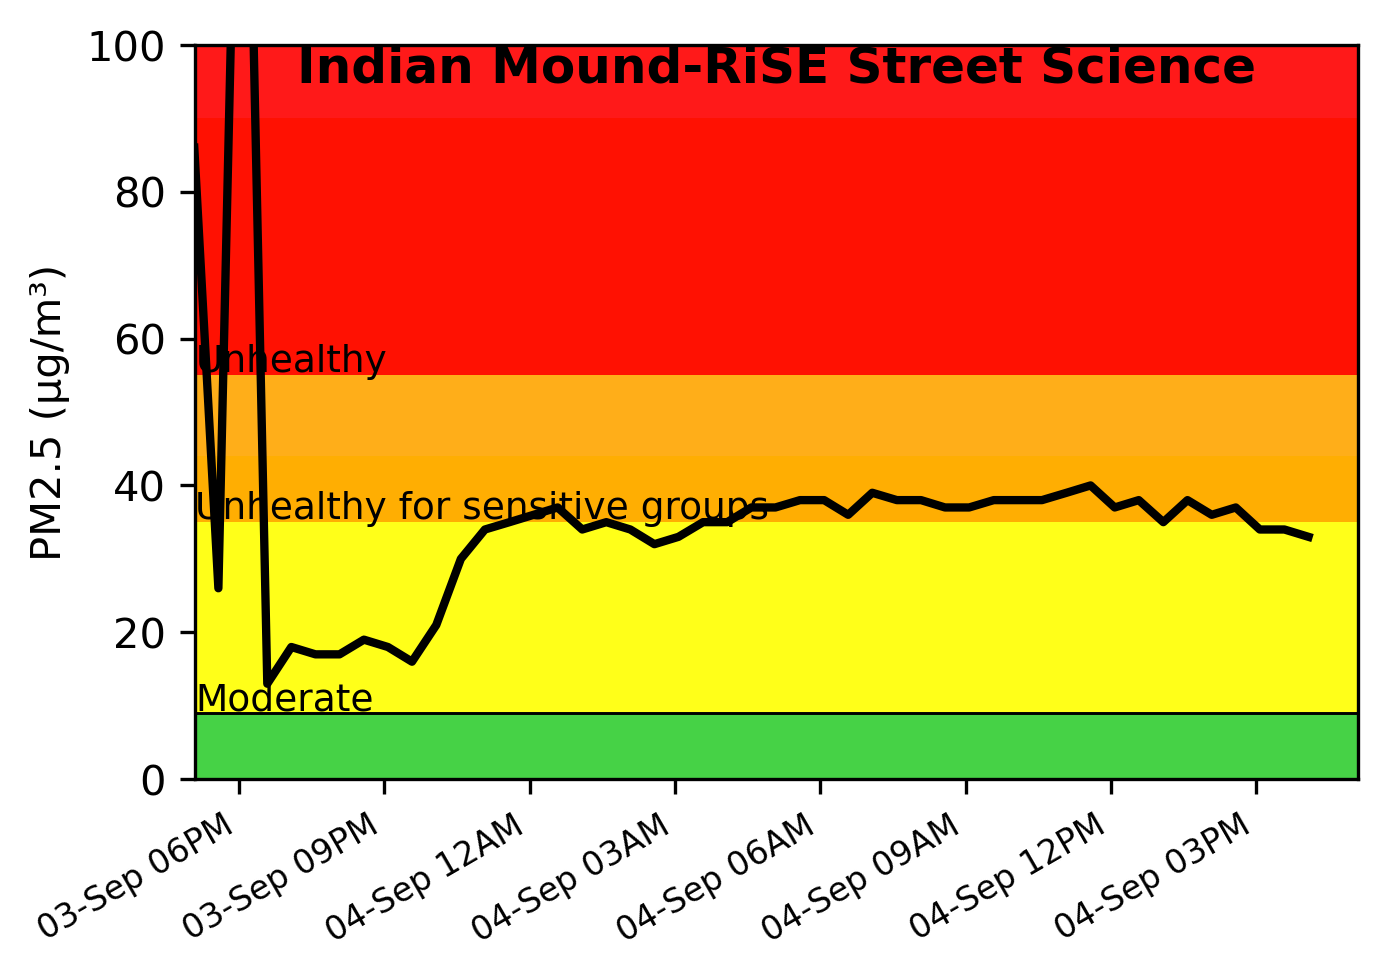 Indian Mound-RiSE Street Science
PM2.5 (µg/m³)
100
80
60
40
20
0
Unhealthy
Unhealthy for sensitive groups
Moderate
03-Sep 06PM
03-Sep 09PM
04-Sep 12AM
04-Sep 03AM
04-Sep 06AM
04-Sep 09AM
04-Sep 12PM
04-Sep 03PM